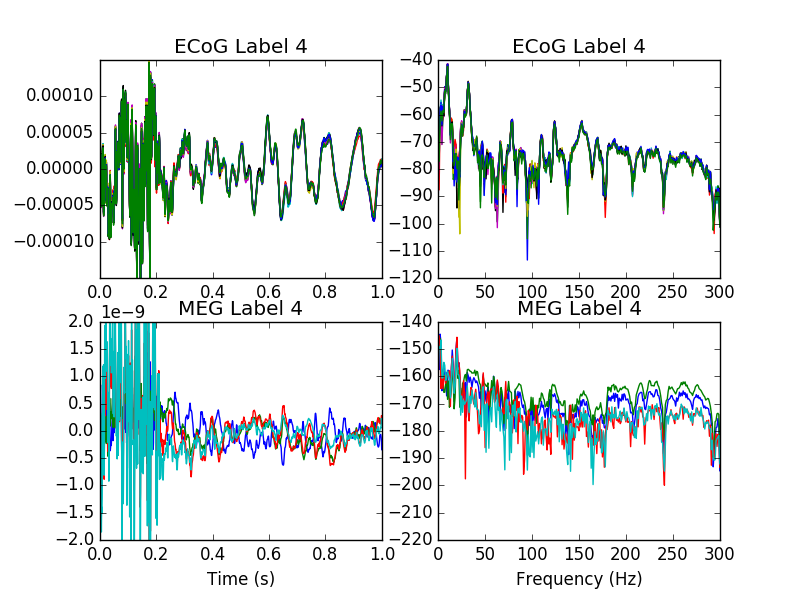 ECoG Label 4
0.00010
0.00005
0.00000
−0.00005
−0.00010
0.0 0.2 0.4 0.6 0.8 1.0
ECoG Label 4
−40
−50
−60
−70
−80
−90
−100
−110
−120
0 50 100 150 200 250 300
MEG Label 4
1e−9
2.0
1.5
1.0
0.5
0.0
−0.5
−1.0
−1.5
−2.0
0.0 0.2 0.4 0.6 0.8 1.0
Time (s)
MEG Label 4
−140
−150
−160
−170
−180
−190
−200
−210
−220
0 50 100 150 200 250 300
Frequency (Hz)